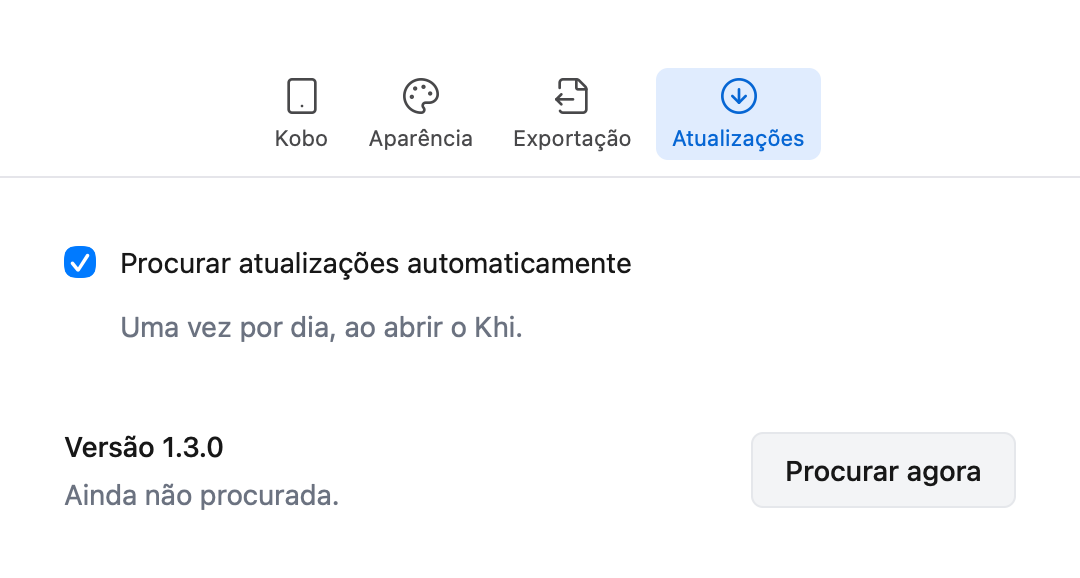 Kobo
Aparência
Exportação
Atualizações
Procurar atualizações automaticamente
Uma vez por dia, ao abrir o Khi.
Versão 1.3.0
Ainda não procurada.
Procurar agora